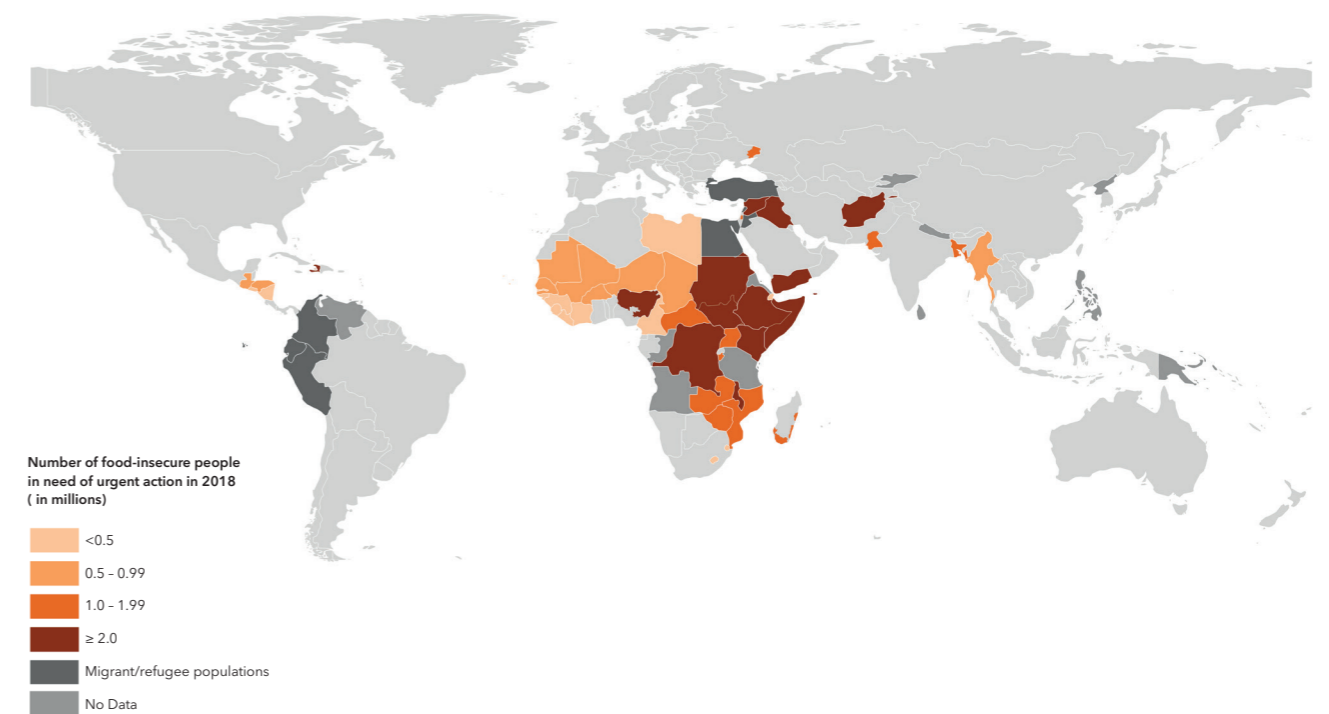 Number of food-insecure people
in need of urgent action in 2018
( in millions)
<0.5
0.5 – 0.99
1.0 – 1.99
≥ 2.0
Migrant/refugee populations
No Data